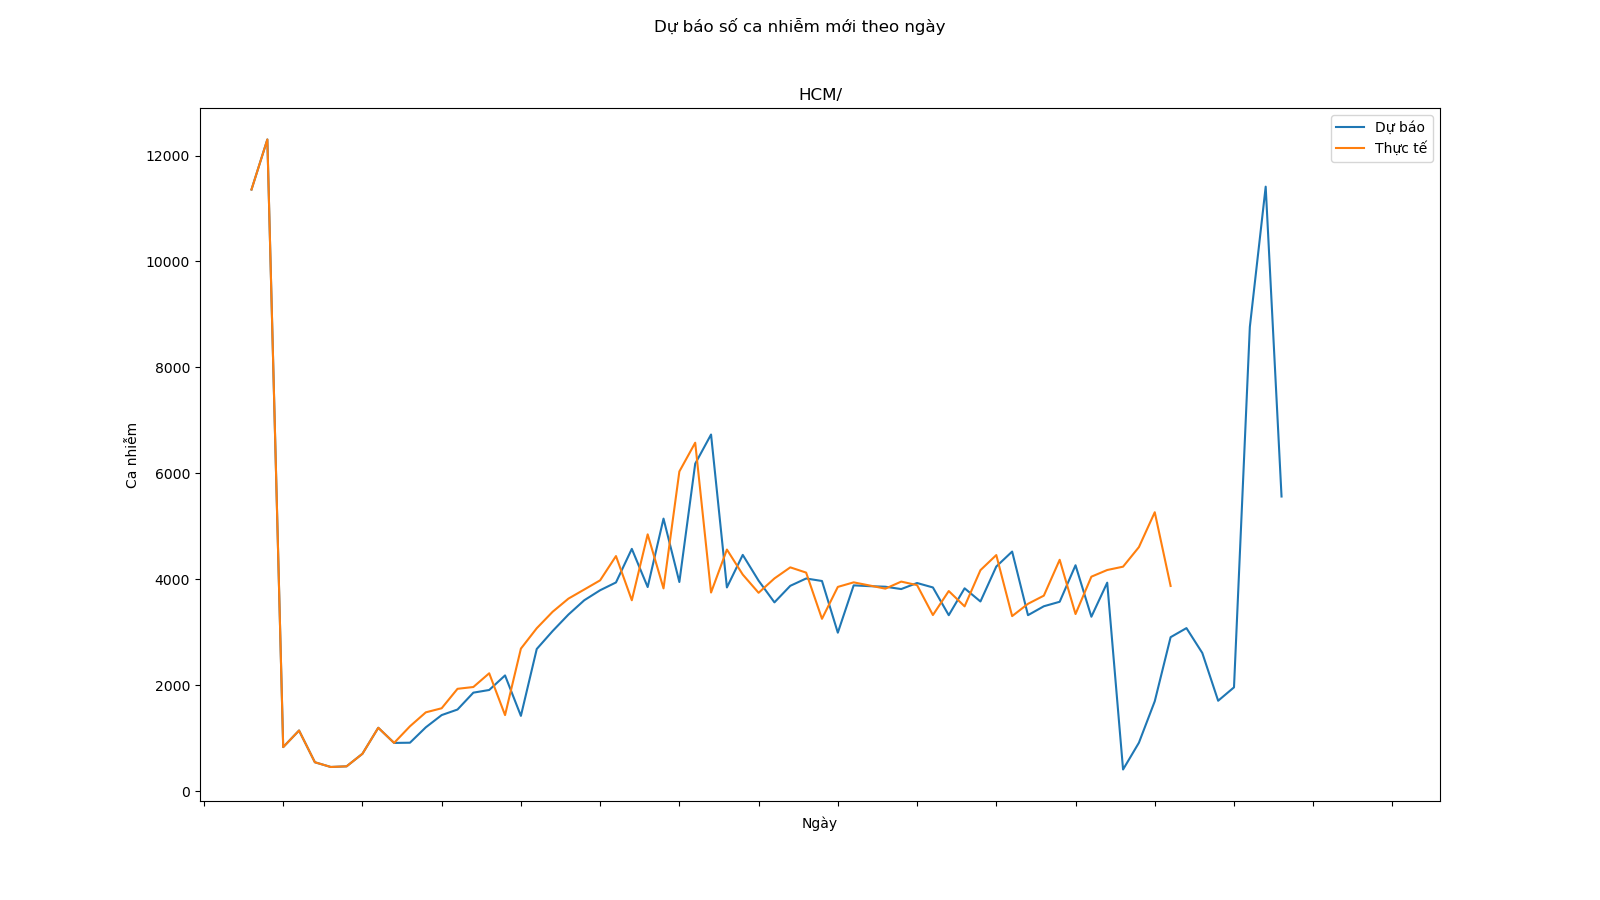 Dự báo số ca nhiễm mới theo ngày
HCM/
Dự báo
Thực tế
12000
10000
8000
6000
4000
2000
0
Ca nhiễm
Ngày